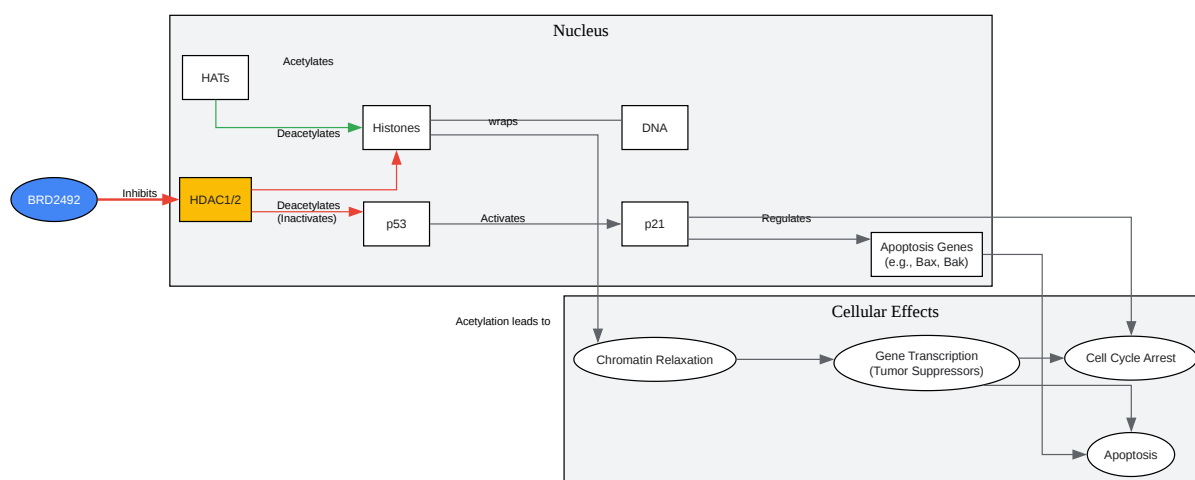 Nucleus
HATs
Acetylates
Deacetylates
Histones
wraps
DNA
BRD2492
Inhibits
HDAC1/2
Deacetylates
(Inactivates)
p53
Activates
p21
Regulates
Apoptosis Genes
(e.g., Bax, Bak)
Acetylation leads to
Cellular Effects
Chromatin Relaxation
Gene Transcription
(Tumor Suppressors)
Cell Cycle Arrest
Apoptosis